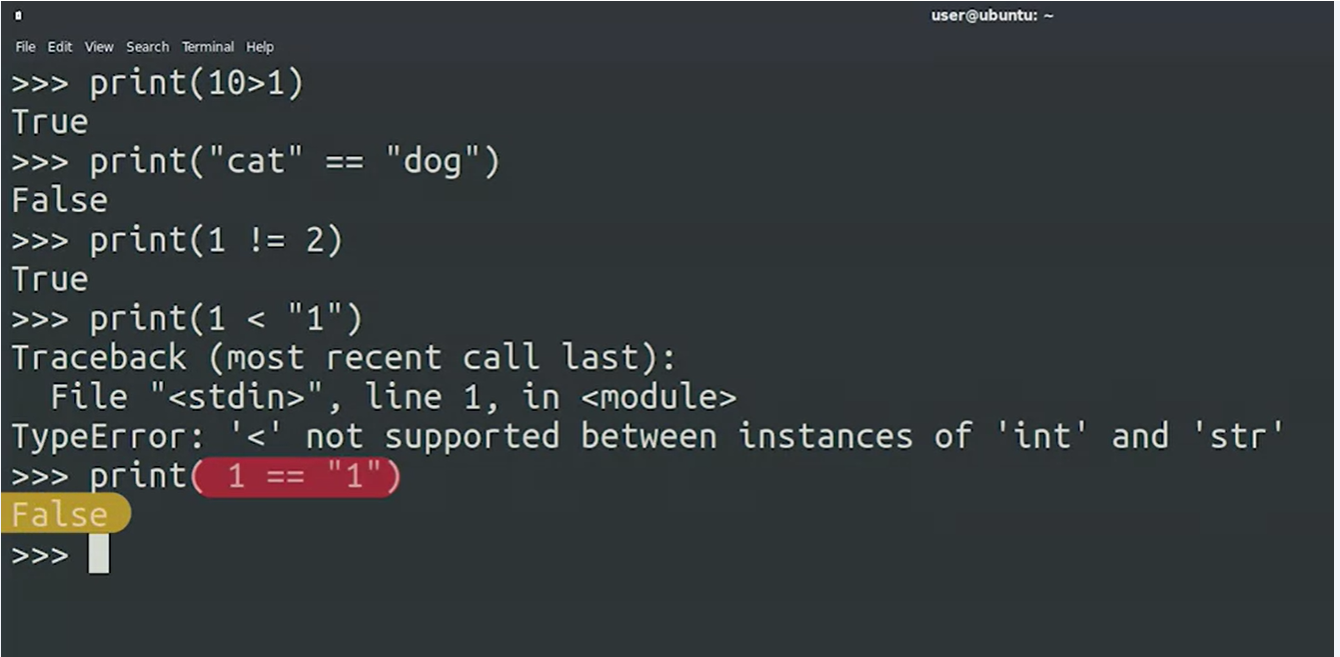 user@ubuntu: ~
File Edit View Search Terminal Help
>>> print(10>1)
True
>>> print("cat" == "dog")
False
>>> print(1 != 2)
True
>>> print(1 < "1")
Traceback (most recent call last):
  File "<stdin>", line 1, in <module>
TypeError: '<' not supported between instances of 'int' and 'str'
>>> print( 1 == "1")
False
>>>